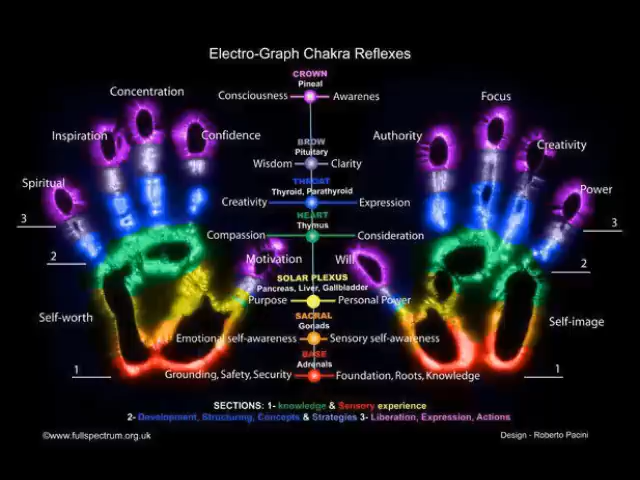 Electro-Graph Chakra Reflexes
CROWN
Pineal
Consciousness Awarenes
Concentration
Focus
Inspiration
Confidence
Authority
Creativity
BROW
Pituitary
Wisdom Clarity
Spiritual
Power
THROAT
Thyroid, Parathyroid
Creativity Expression
HEART
Thymus
3
3
Compassion Consideration
2
2
Motivation Will
SOLAR PLEXUS
Pancreas, Liver, Gallbladder
Purpose Personal Power
Self-worth
Self-image
SACRAL
Gonads
Emotional self-awareness Sensory self-awareness
BASE
Adrenals
1
1
Grounding, Safety, Security Foundation, Roots, Knowledge
SECTIONS: 1- knowledge & Sensory experience
2- Development, Structuring, Concepts & Strategies 3- Liberation, Expression, Actions
©www.fullspectrum.org.uk
Design - Roberto Pacini